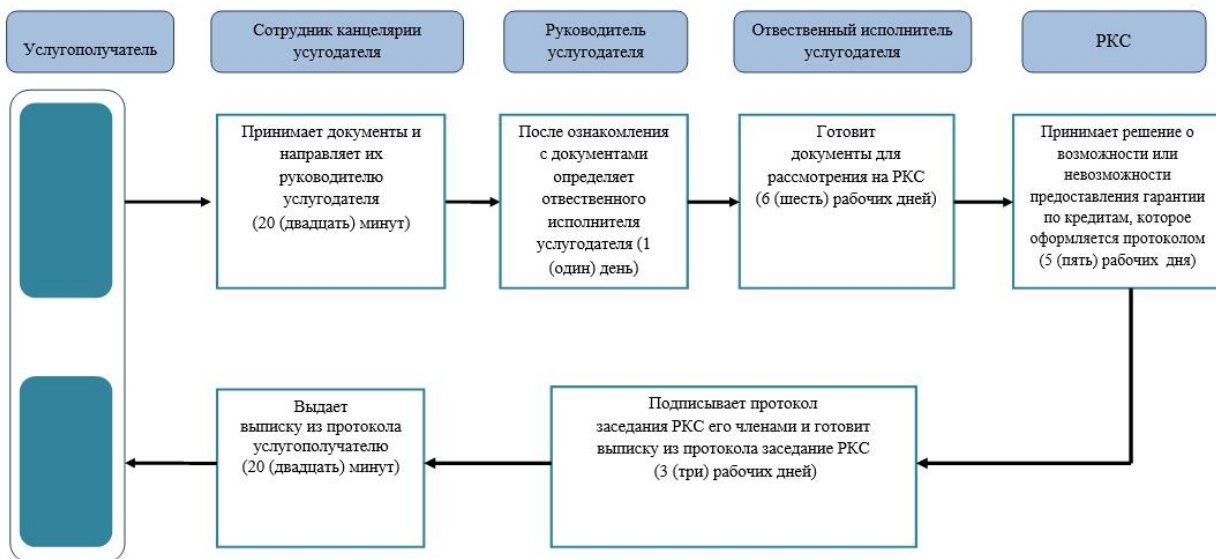 Услугополучатель
Сотрудник канцелярии
усугодателя
Руководитель
услугодателя
Отвественный исполнитель
услугодателя
РКС
Принимает документы и
направляет их
руководителю
услугодателя
(20 (двадцать) минут)
После ознакомления
с документами
определяет
отвественного
исполнителя
услугодателя (1
(один) день)
Готовит
документы для
рассмотрения на РКС
(6 (шесть) рабочих дней)
Принимает решение о
возможности или
невозможности
предоставления гарантии
по кредитам, которое
оформляется протоколом
(5 (пять) рабочих дня)
Выдает
выписку из протокола
услугополучателю
(20 (двадцать) минут)
Подписывает протокол
заседания РКС его членами и готовит
выписку из протокола заседание РКС
(3 (три) рабочих дней)